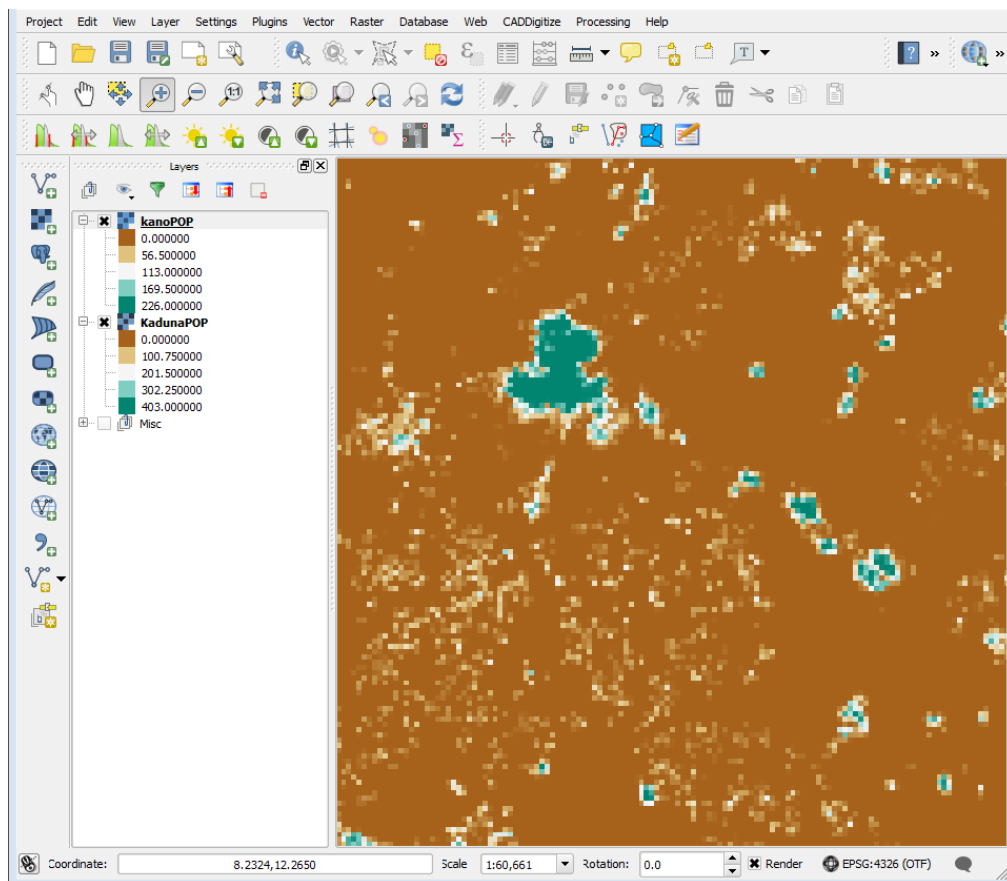 Project Edit View Layer Settings Plugins Vector Raster Database Web CADDigitize Processing Help
1:1
T
?
»
»
Layers
kanoPOP
0.000000
56.500000
113.000000
169.500000
226.000000
KadunaPOP
0.000000
100.750000
201.500000
302.250000
403.000000
Misc
Coordinate: 8.2324,12.2650 Scale 1:60,661 Rotation: 0.0 Render EPSG:4326 (OTF)